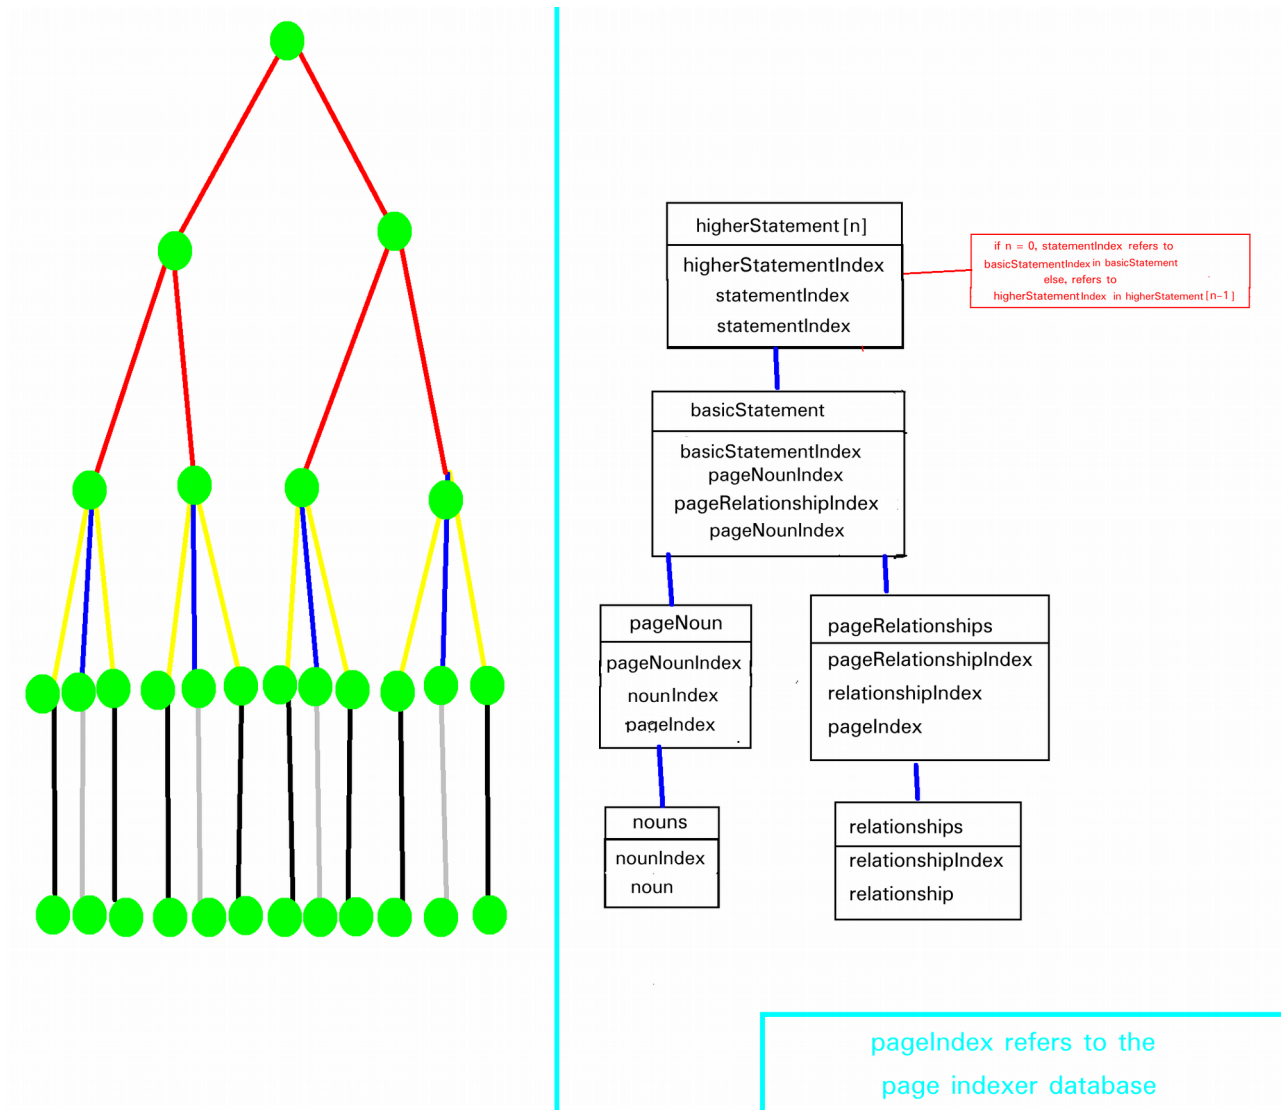 higherStatement[n]
higherStatementIndex
statementIndex
statementIndex
if n = 0, statementIndex refers to
basicStatementIndex in basicStatement
else, refers to
higherStatementIndex in higherStatement[n-1]
basicStatement
basicStatementIndex
pageNounIndex
pageRelationshipIndex
pageNounIndex
pageNoun
pageNounIndex
nounIndex
pageIndex
pageRelationships
pageRelationshipIndex
relationshipIndex
pageIndex
nouns
nounIndex
noun
relationships
relationshipIndex
relationship
pageIndex refers to the
page indexer database